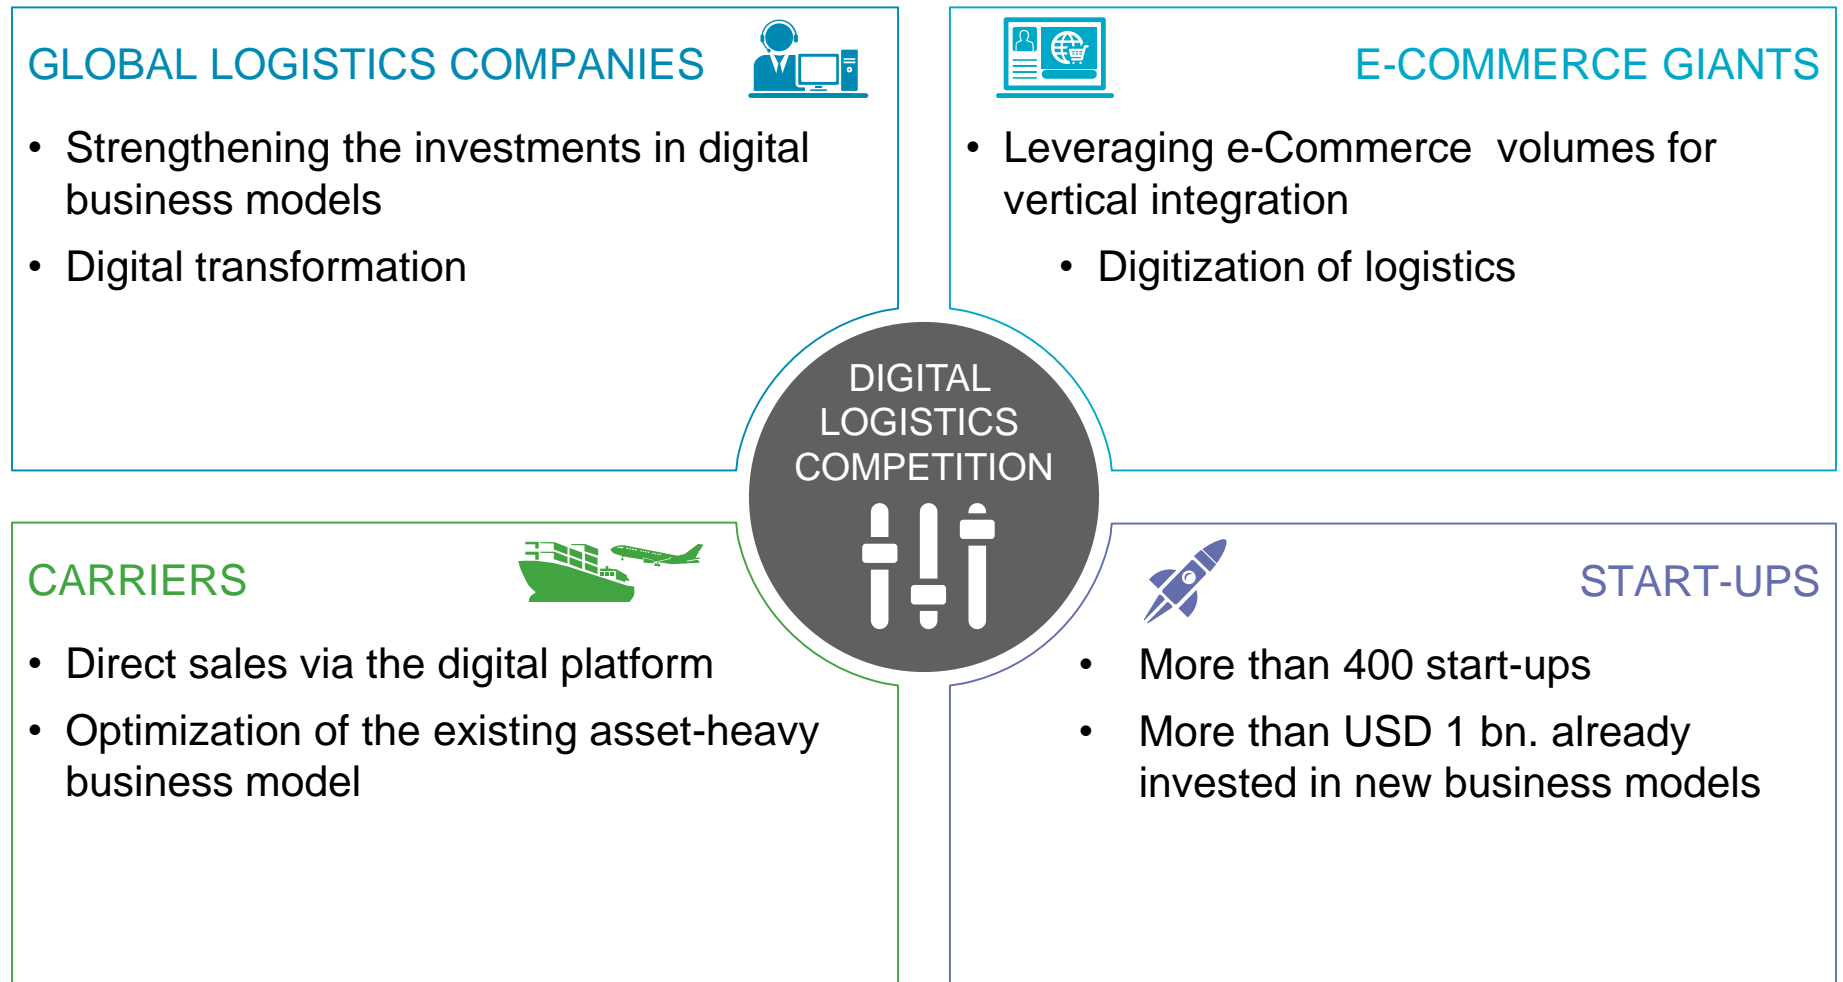 GLOBAL LOGISTICS COMPANIES
• Strengthening the investments in digital
business models
• Digital transformation
E-COMMERCE GIANTS
• Leveraging e-Commerce  volumes for
vertical integration
• Digitization of logistics
DIGITAL
LOGISTICS
COMPETITION
CARRIERS
• Direct sales via the digital platform
• Optimization of the existing asset-heavy
business model
START-UPS
• More than 400 start-ups
• More than USD 1 bn. already
invested in new business models